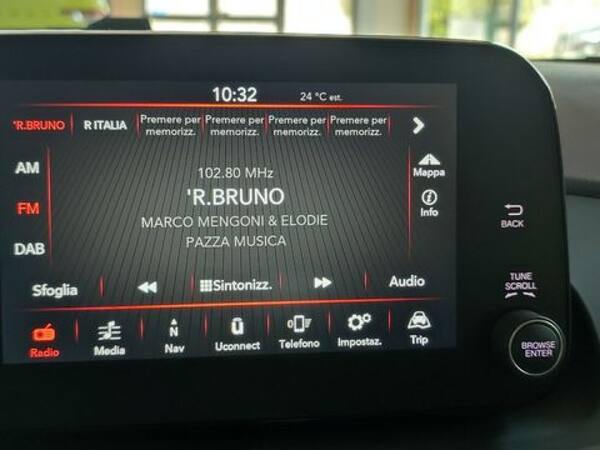 10:32 24 °C est.
'R.BRUNO R ITALIA Premere per memorizz. Premere per memorizz. Premere per memorizz. Premere per memorizz.
AM
FM
DAB
102.80 MHz
'R.BRUNO
MARCO MENGONI & ELODIE
PAZZA MUSICA
Mappa
Info
Sfoglia Sintonizz. Audio
Radio Media N Nav Uconnect Telefono Impostaz. Trip
BACK
TUNE
SCROLL
BROWSE
ENTER